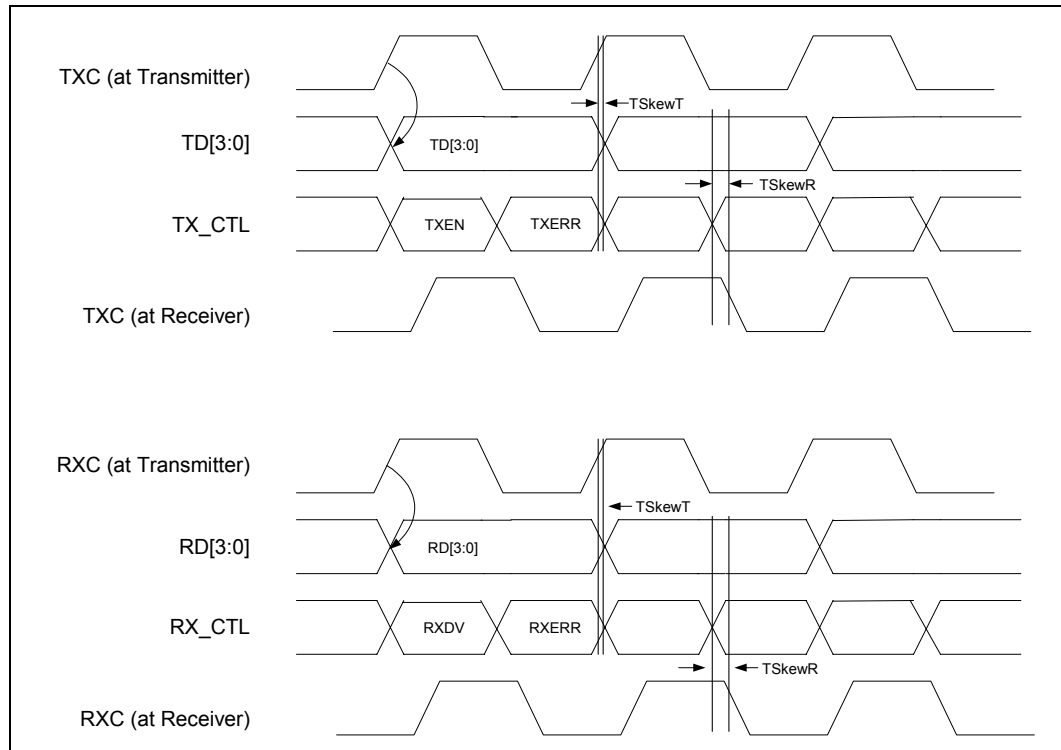 TXC (at Transmitter)
TSkewT
TD[3:0]
TD[3:0]
TSkewR
TX_CTL
TXEN
TXERR
TXC (at Receiver)
RXC (at Transmitter)
TSkewT
RD[3:0]
RD[3:0]
RX_CTL
RXDV
RXERR
TSkewR
RXC (at Receiver)